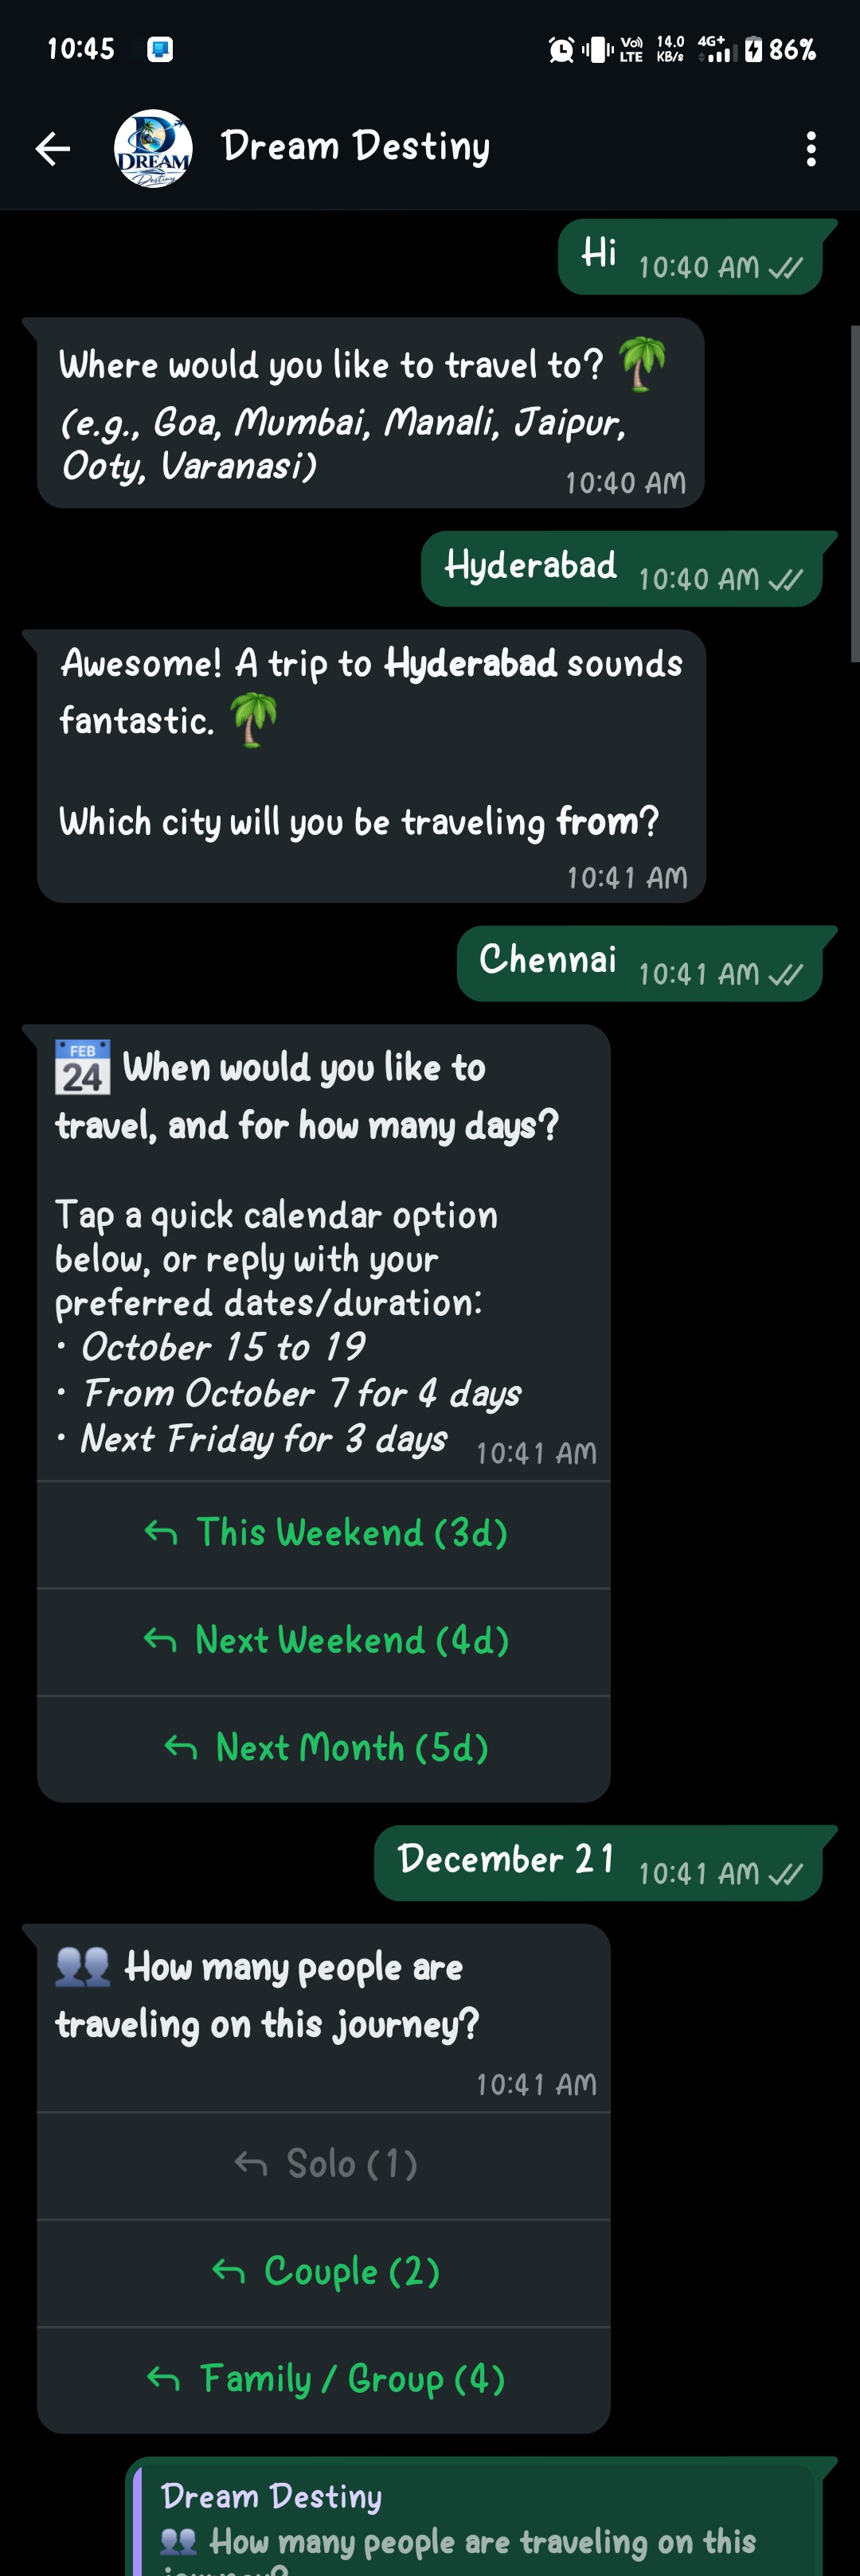 10:45
Vo)
LTE
14.0
KB/s
4G+
86%
DREAM
Destiny
Dream Destiny
Hi 10:40 AM
Where would you like to travel to? 🌴
(e.g., Goa, Mumbai, Manali, Jaipur,
Ooty, Varanasi)
10:40 AM
Hyderabad 10:40 AM
Awesome! A trip to Hyderabad sounds
fantastic. 🌴
Which city will you be traveling from?
10:41 AM
Chennai 10:41 AM
FEB
24
When would you like to
travel, and for how many days?
Tap a quick calendar option
below, or reply with your
preferred dates/duration:
• October 15 to 19
• From October 7 for 4 days
• Next Friday for 3 days 10:41 AM
This Weekend (3d)
Next Weekend (4d)
Next Month (5d)
December 21 10:41 AM
👥 How many people are
traveling on this journey?
10:41 AM
Solo (1)
Couple (2)
Family / Group (4)
Dream Destiny
👥 How many people are traveling on this
journey?